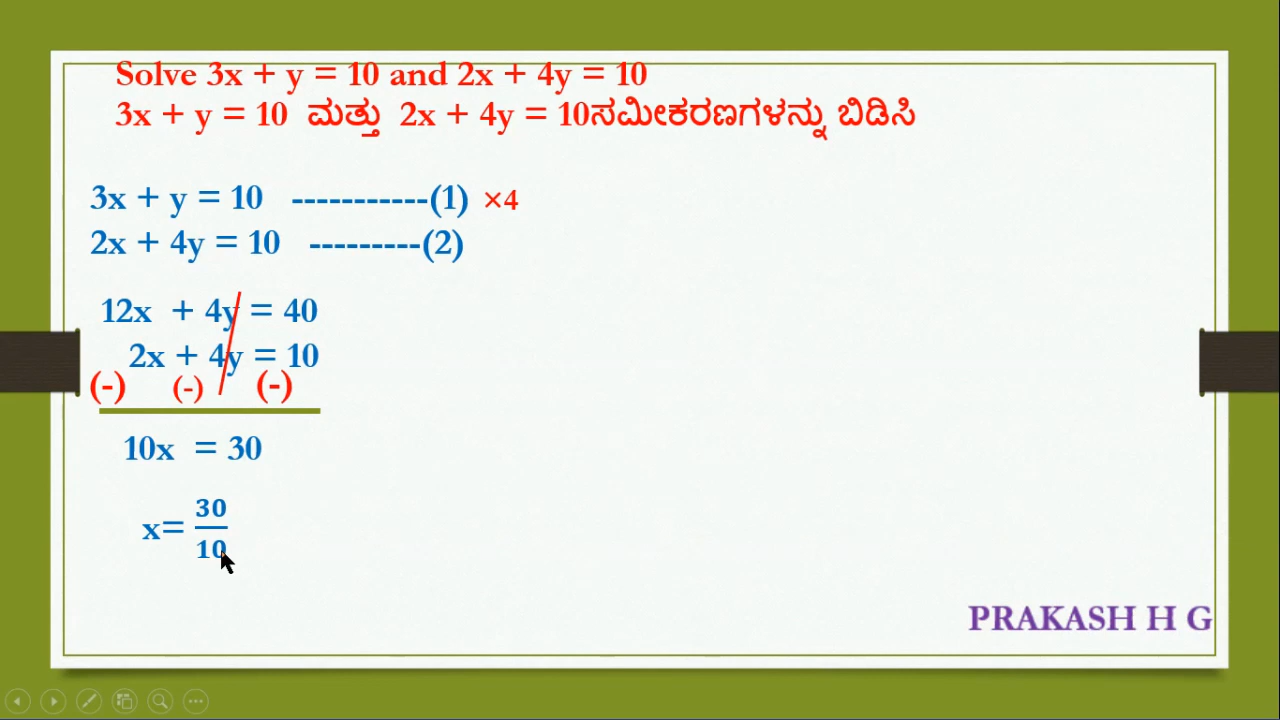 Solve 3x + y = 10 and 2x + 4y = 10
3x + y = 10 ಮತ್ತು 2x + 4y = 10ಸಮೀಕರಣಗಳನ್ನು ಬಿಡಿಸಿ
3x + y = 10 -----------(1) ×4
2x + 4y = 10 ---------(2)
12x + 4y = 40
2x + 4y = 10
(-) (-) (-)
10x = 30
x= 30/10
PRAKASH H G